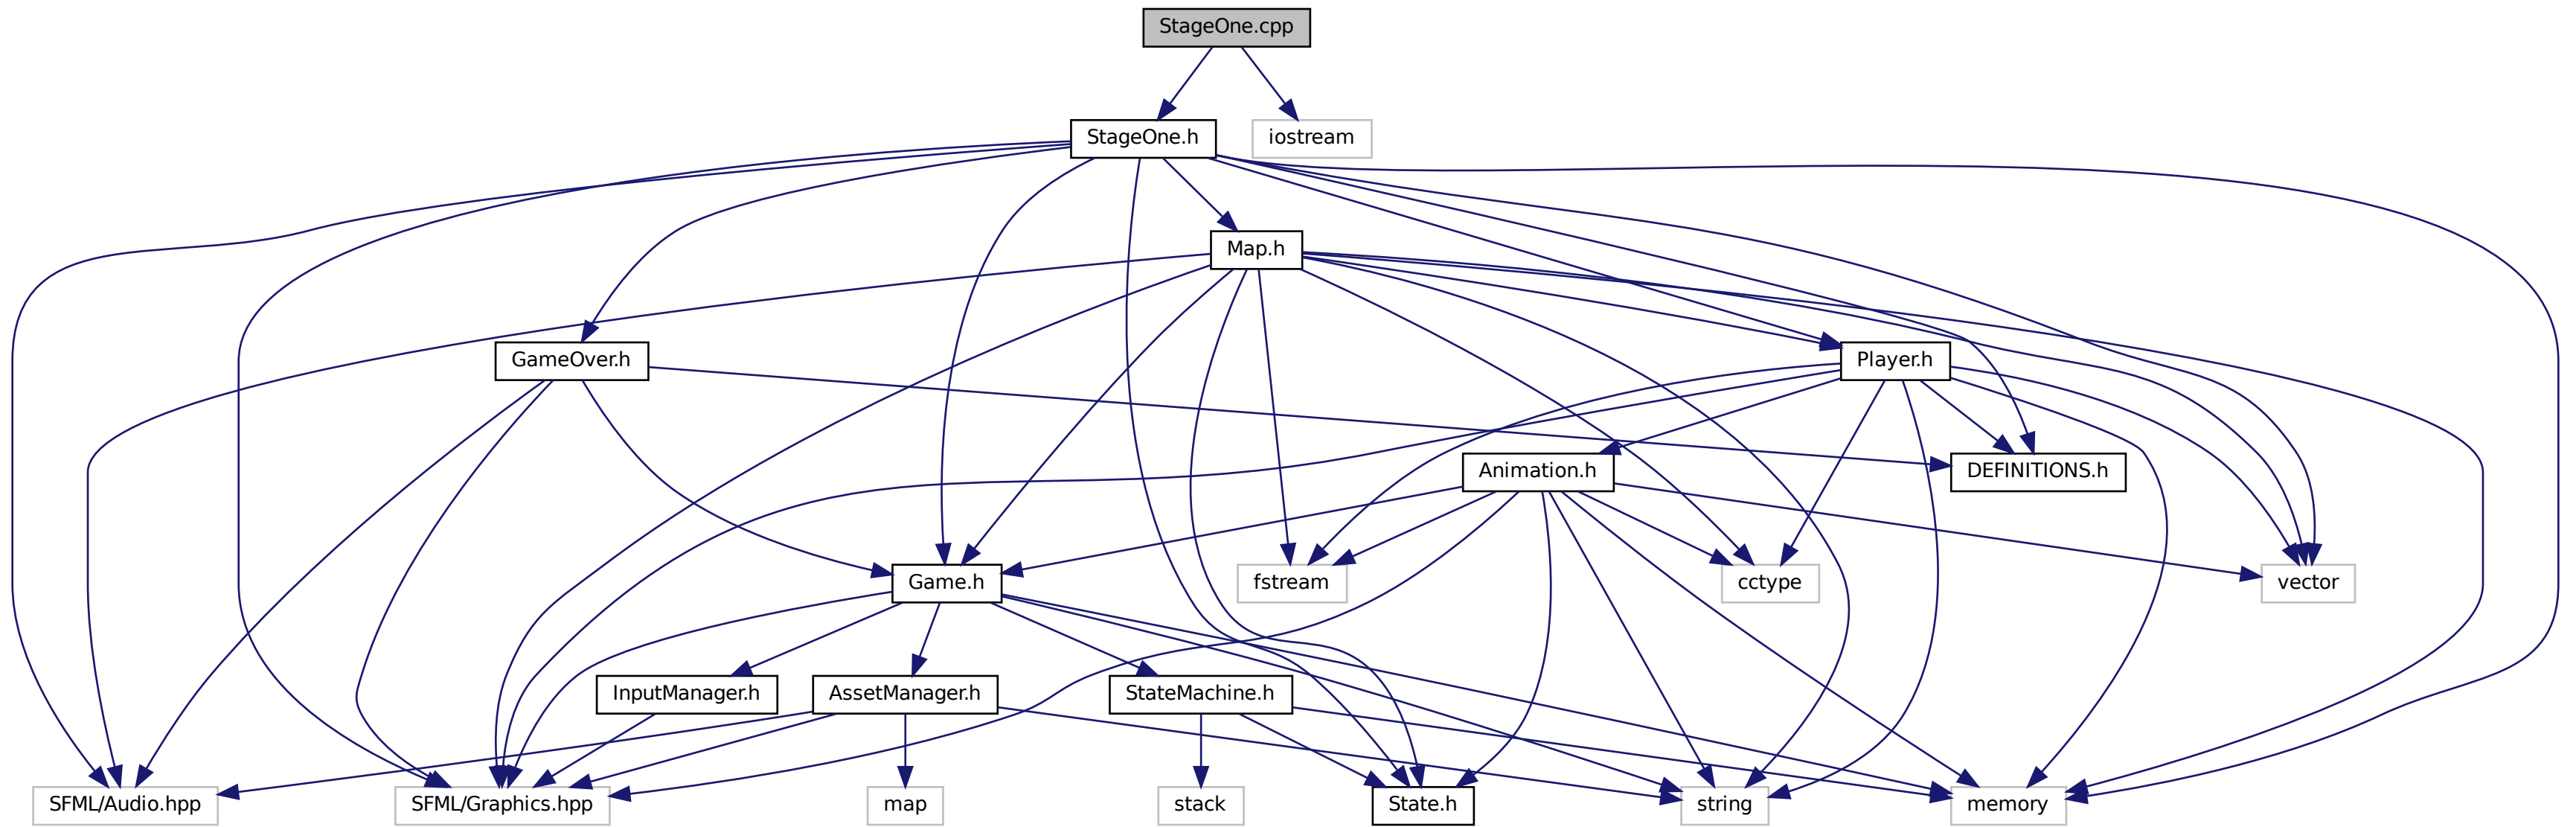 StageOne.cpp
StageOne.h
iostream
Map.h
GameOver.h
Player.h
Animation.h
DEFINITIONS.h
Game.h
fstream
cctype
vector
InputManager.h
AssetManager.h
StateMachine.h
SFML/Audio.hpp
SFML/Graphics.hpp
map
stack
State.h
string
memory